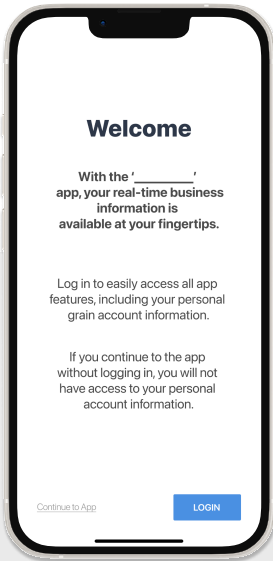 Welcome
With the ‘__________’
app, your real-time business
information is
available at your fingertips.
Log in to easily access all app
features, including your personal
grain account information.
If you continue to the app
without logging in, you will not
have access to your personal
account information.
Continue to App
LOGIN